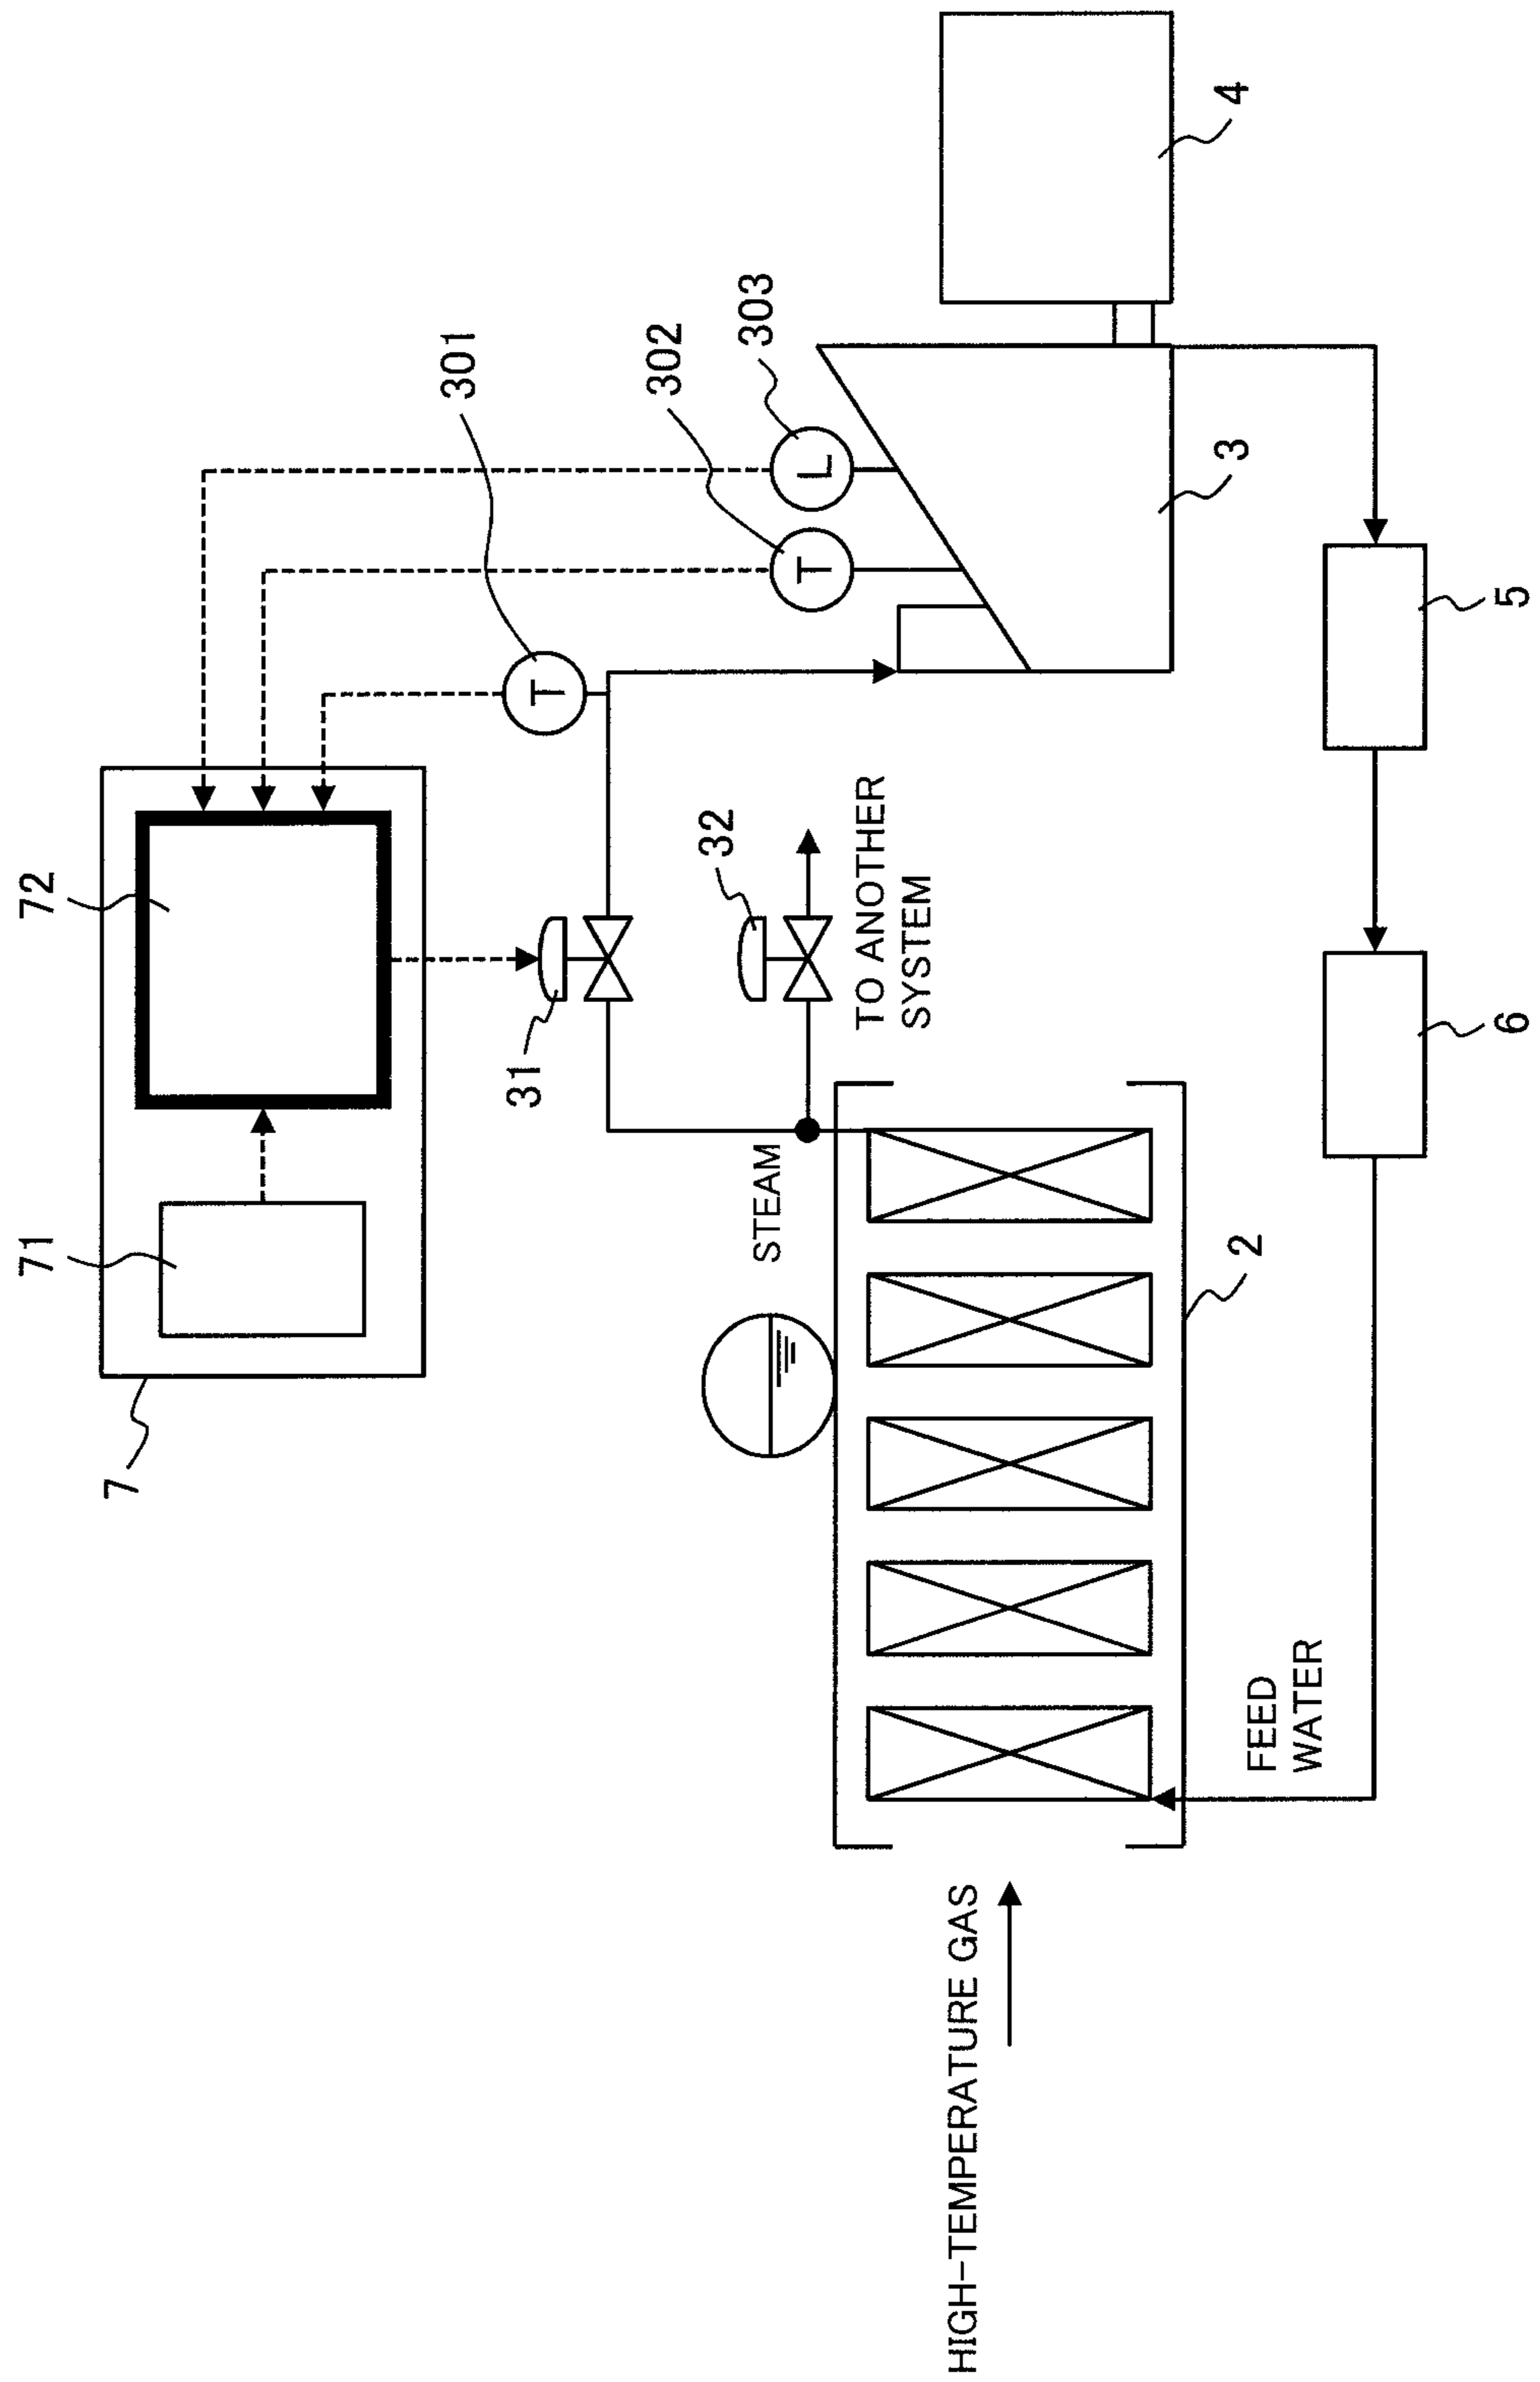 71
72
7
301
31
T
302
32
303
STEAM
T
L
TO ANOTHER
SYSTEM
HIGH-TEMPERATURE GAS
3
4
2
FEED
WATER
6
5